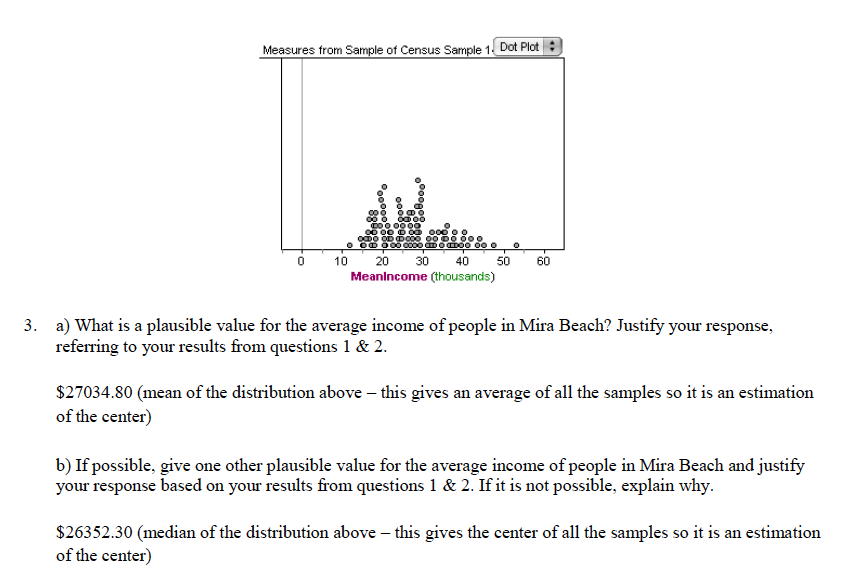 Measures from Sample of Census Sample 1. Dot Plot
0 10 20 30 40 50 60
MeanIncome (thousands)
3. a) What is a plausible value for the average income of people in Mira Beach? Justify your response,
referring to your results from questions 1 & 2.
$27034.80 (mean of the distribution above – this gives an average of all the samples so it is an estimation
of the center)
b) If possible, give one other plausible value for the average income of people in Mira Beach and justify
your response based on your results from questions 1 & 2. If it is not possible, explain why.
$26352.30 (median of the distribution above – this gives the center of all the samples so it is an estimation
of the center)